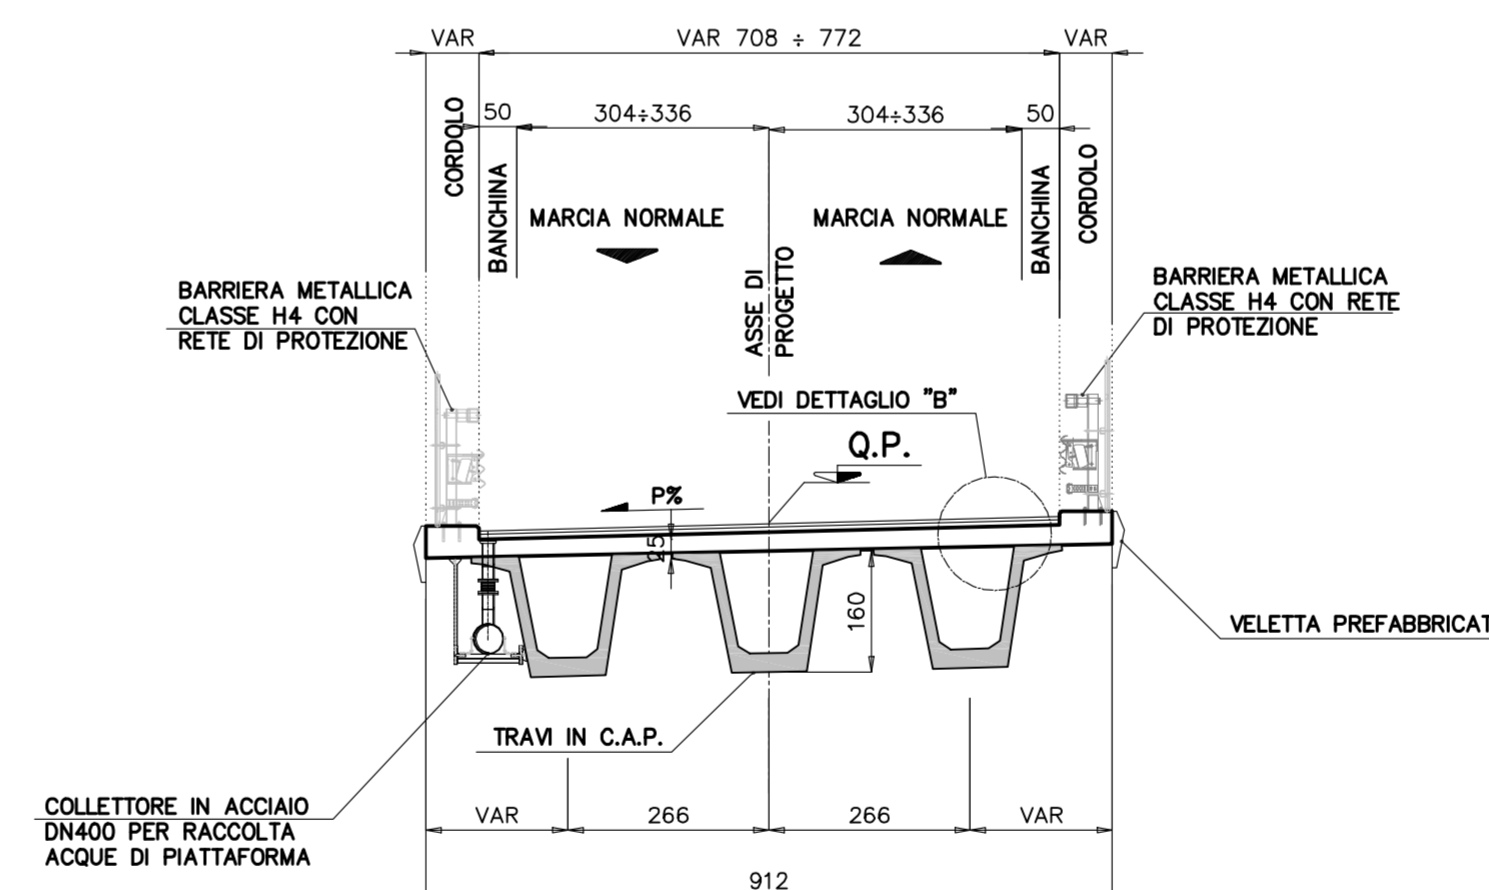 VAR
VAR 708 ÷ 772
VAR
CORDOLO
50
304÷336
304÷336
50
BANCHINA
MARCIA NORMALE
MARCIA NORMALE
BANCHINA
CORDOLO
ASSE DI
PROGETTO
BARRIERA METALLICA
CLASSE H4 CON
RETE DI PROTEZIONE
BARRIERA METALLICA
CLASSE H4 CON RETE
DI PROTEZIONE
VEDI DETTAGLIO "B"
Q.P.
P%
25
160
VELETTA PREFABBRICAT
TRAVI IN C.A.P.
COLLETTORE IN ACCIAIO
DN400 PER RACCOLTA
ACQUE DI PIATTAFORMA
VAR
266
266
VAR
912